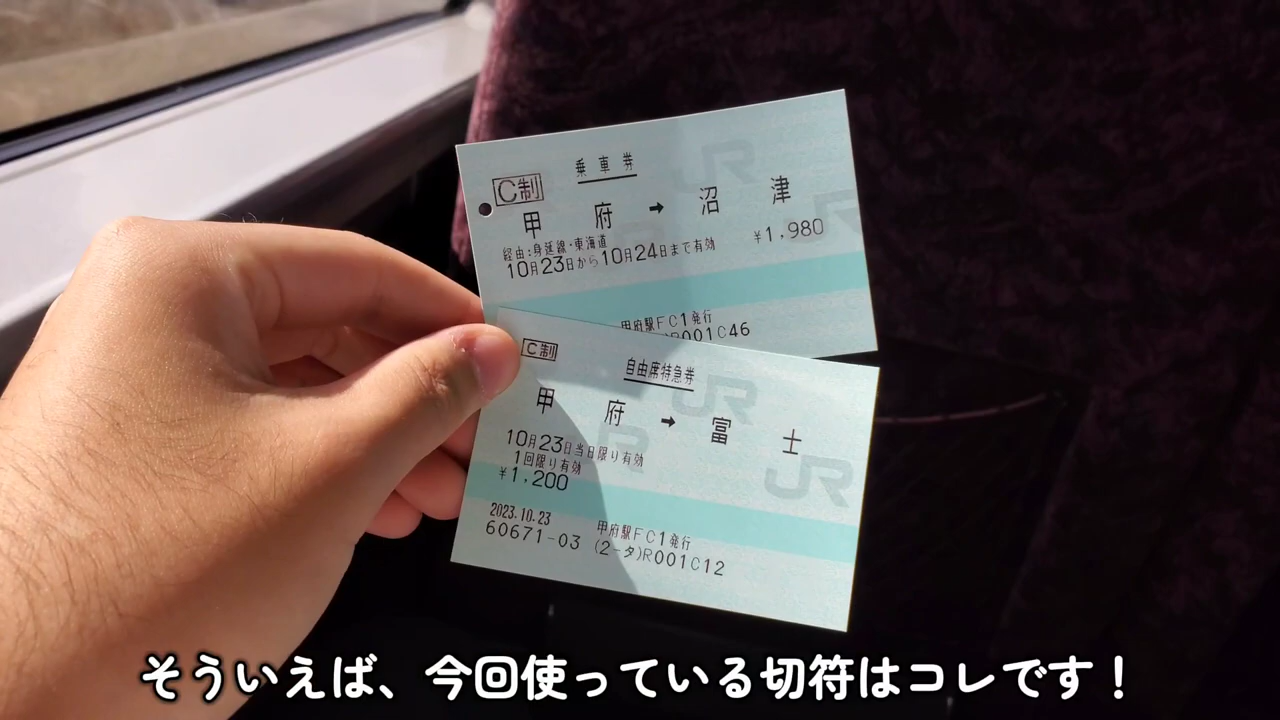 乗車券
C制
甲府→沼津
経由:身延線・東海道
¥1,980
10月23日から10月24日まで有効
甲府駅FC1発行
R001C46
C制
自由席特急券
甲府→富士
10月23日当日限り有効
1回限り有効
¥1,200
2023.10.23 甲府駅FC1発行
60671-03 (2-タ)R001C12
JR
JR
JR
JR
そういえば、今回使っている切符はコレです!